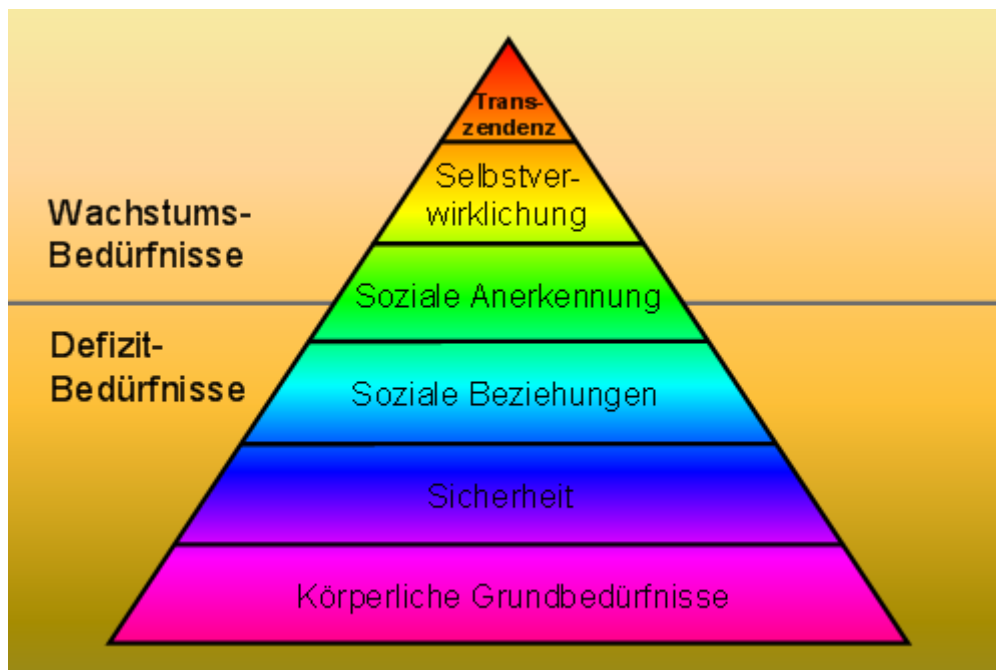 Trans-
zendenz
Selbstver-
wirklichung
Wachstums-
Bedürfnisse
Soziale Anerkennung
Defizit-
Bedürfnisse
Soziale Beziehungen
Sicherheit
Körperliche Grundbedürfnisse